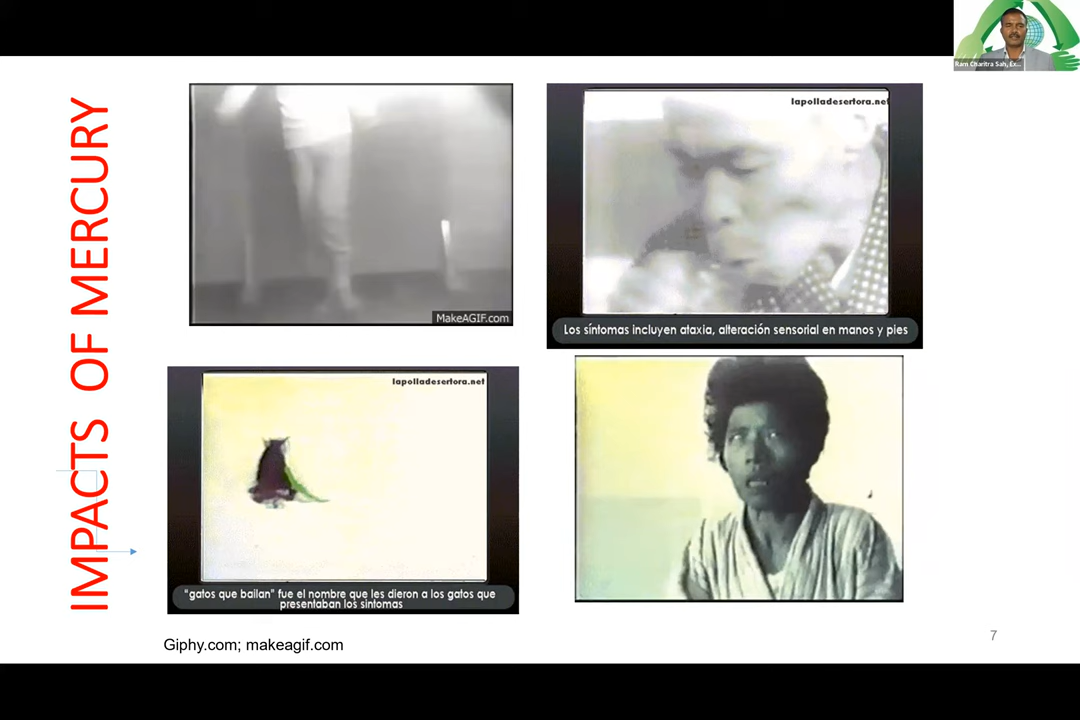 Ram Charitra Sah, Ex...
IMPACTS OF MERCURY
MakeAGIF.com
lapolladesertora.net
Los síntomas incluyen ataxia, alteración sensorial en manos y pies
lapolladesertora.net
"gatos que bailan" fue el nombre que les dieron a los gatos que
presentaban los síntomas
Giphy.com; makeagif.com
7